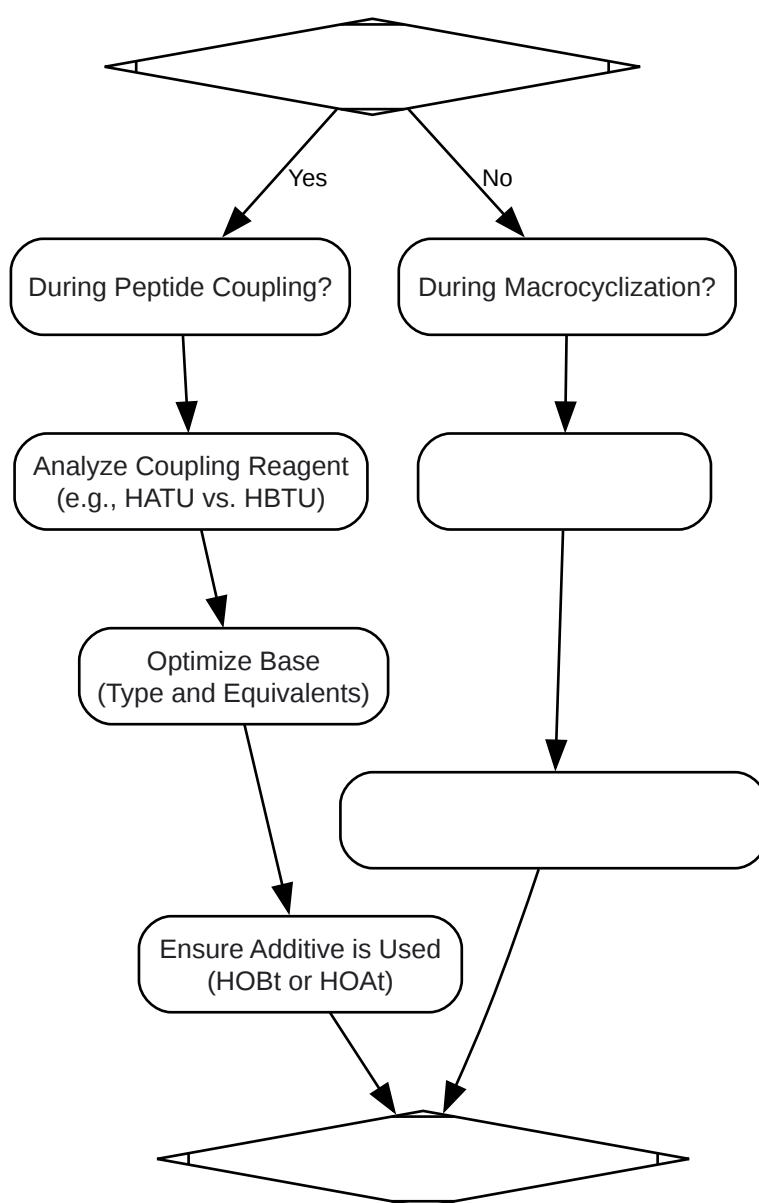 Yes
No
During Peptide Coupling?
During Macrocyclization?
Analyze Coupling Reagent
(e.g., HATU vs. HBTU)
Optimize Base
(Type and Equivalents)
Ensure Additive is Used
(HOBt or HOAt)